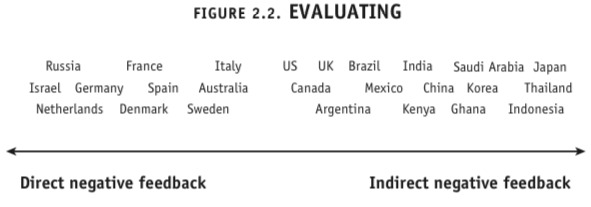 FIGURE 2.2. EVALUATING
Russia France Italy US UK Brazil India Saudi Arabia Japan
Israel Germany Spain Australia Canada Mexico China Korea Thailand
Netherlands Denmark Sweden Argentina Kenya Ghana Indonesia
Direct negative feedback Indirect negative feedback